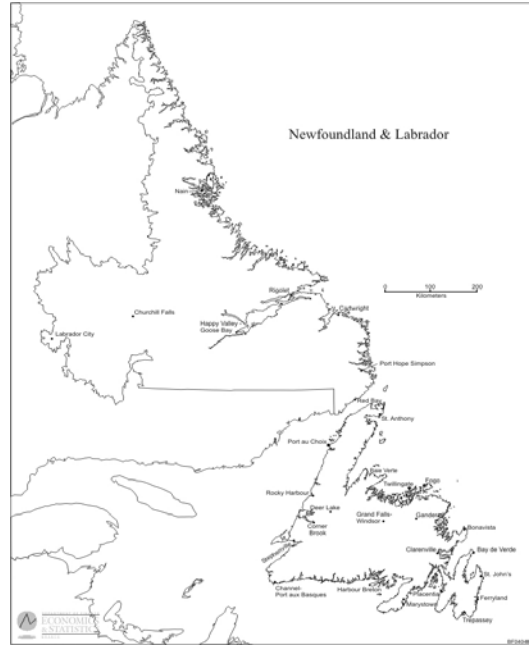 Newfoundland & Labrador
Nain
Rigolet
0 100 200
Kilometers
Cartwright
Churchill Falls
Happy Valley
Goose Bay
Labrador City
Port Hope Simpson
Red Bay
St. Anthony
Port au Choix
Baie Verte
Twillingate
Fogo
Rocky Harbour
Deer Lake
Grand Falls-
Windsor
Gander
Corner
Brook
Bonavista
Stephenville
Clarenville
Bay de Verde
St. John's
Channel-
Port aux Basques
Harbour Breton
Placentia
Marystown
Ferryland
Trepassey
ECONOMICS
& STATISTIC